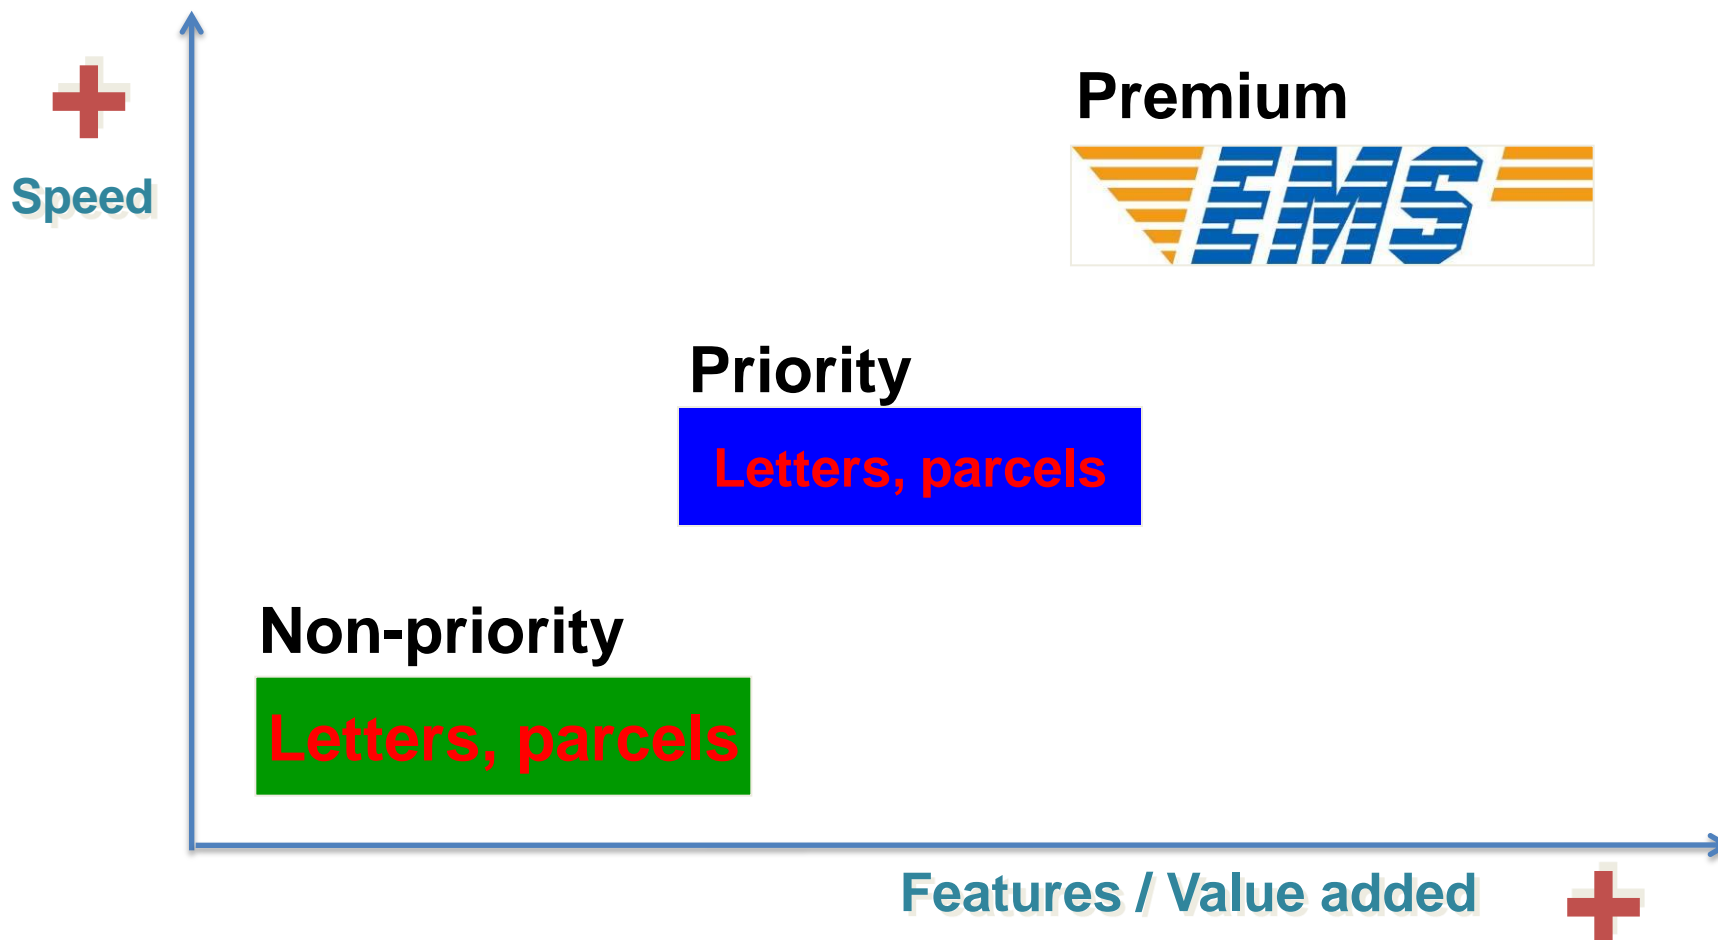 Premium
EMS
Speed
Priority
Letters, parcels
Non-priority
Letters, parcels
Features / Value added